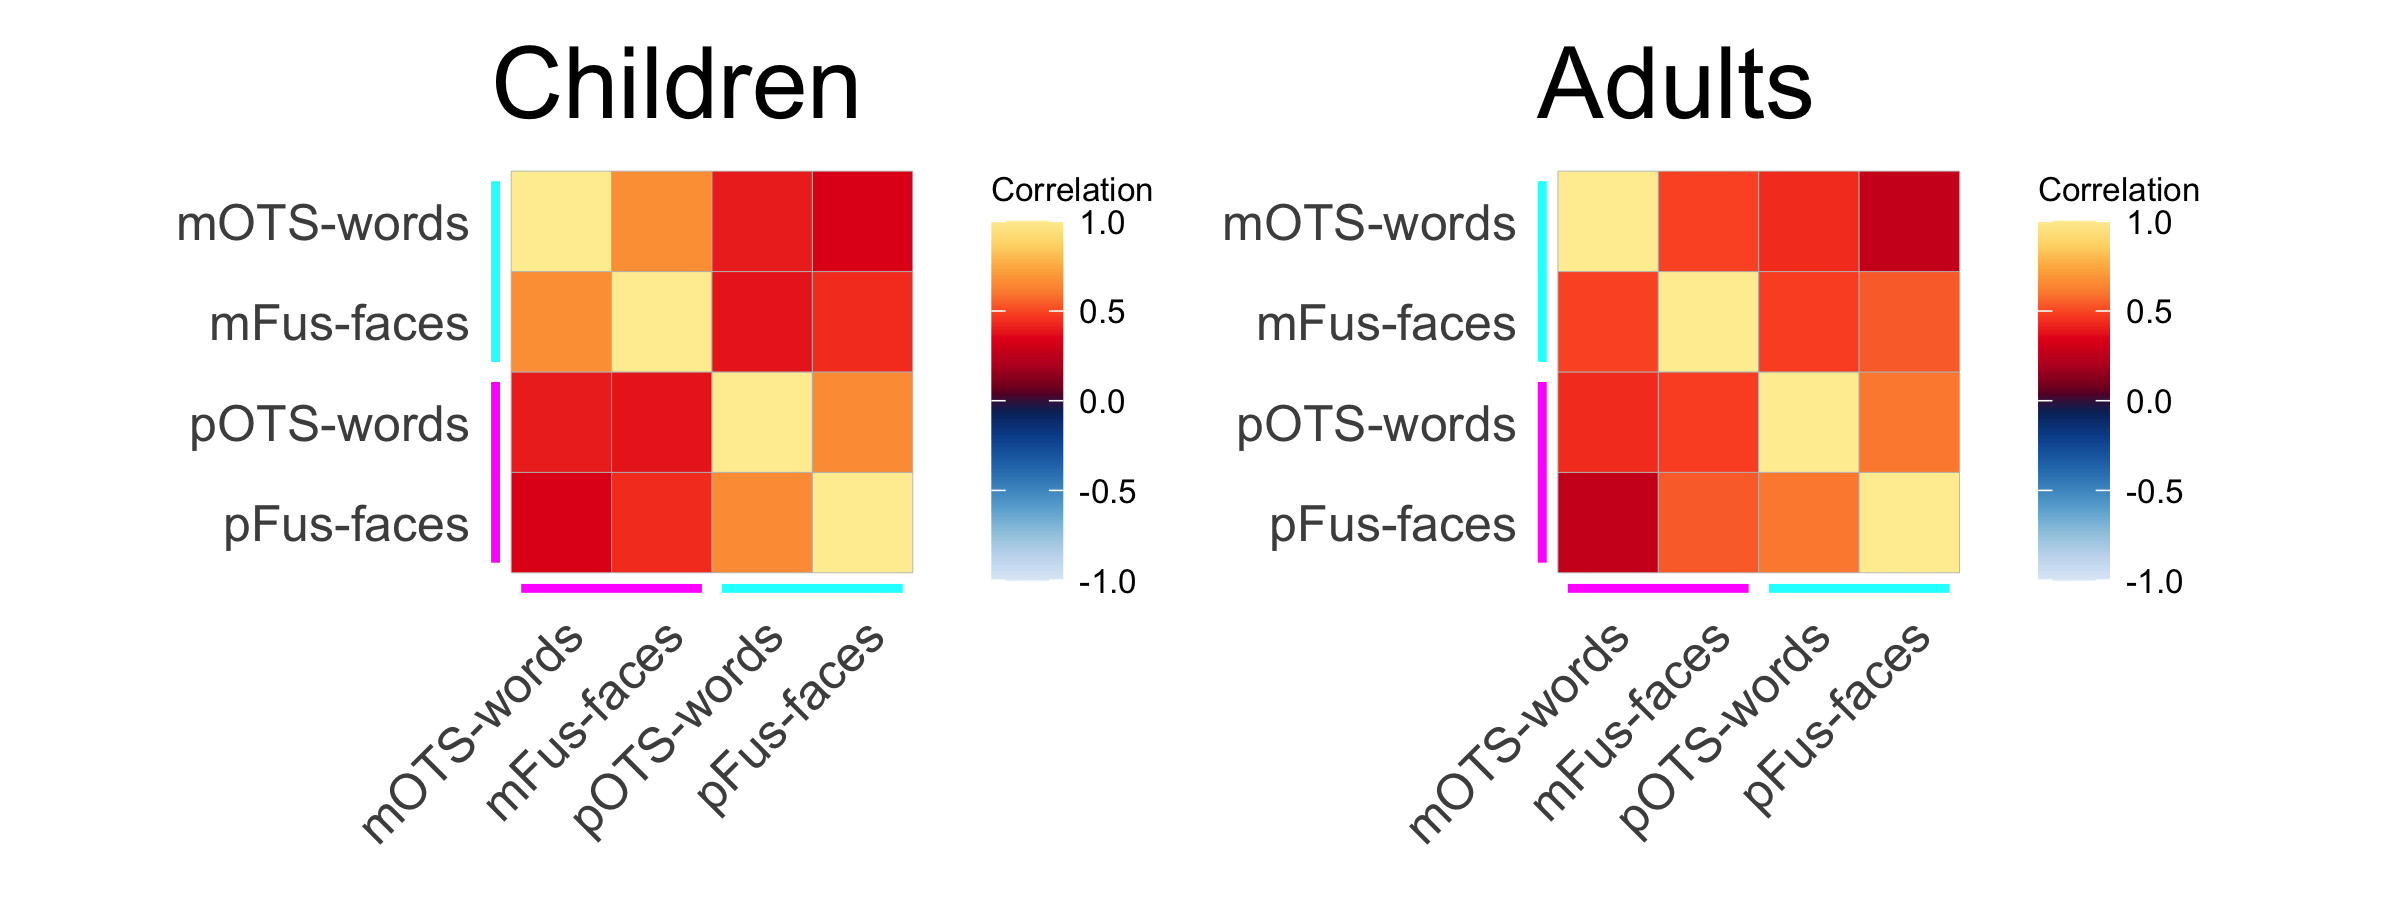 Children
Adults
mOTS-words
mFus-faces
pOTS-words
pFus-faces
Correlation
1.0
0.5
0.0
-0.5
-1.0
mOTS-words
mFus-faces
pOTS-words
pFus-faces
mOTS-words
mFus-faces
pOTS-words
pFus-faces
Correlation
1.0
0.5
0.0
-0.5
-1.0
mOTS-words
mFus-faces
pOTS-words
pFus-faces